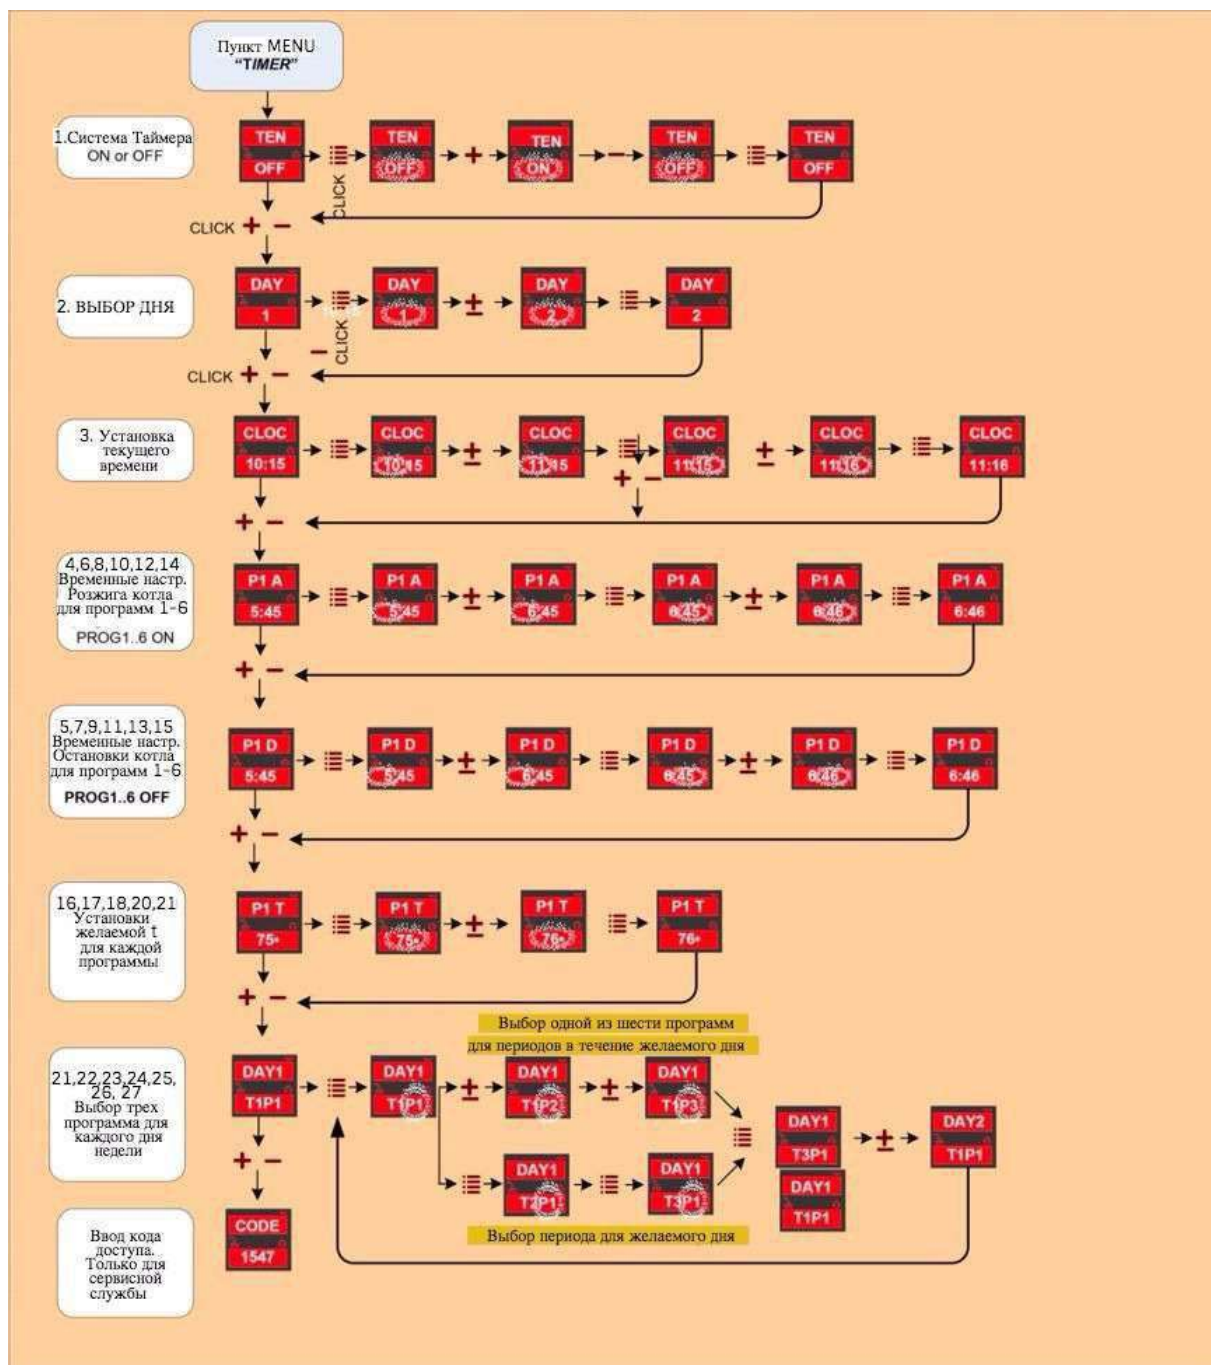 Пункт MENU
“TIMER”
1.Система Таймера
ON or OFF
TEN
OFF
TEN
OFF
TEN
ON
TEN
OFF
TEN
OFF
CLICK
CLICK + −
2. ВЫБОР ДНЯ
DAY
1
DAY
1
DAY
2
DAY
2
CLICK
CLICK + −
3. Установка
текущего
времени
CLOC
10:15
CLOC
10:15
CLOC
11:15
CLOC
11:15
CLOC
11:16
CLOC
11:16
+ −
+ −
4,6,8,10,12,14
Временные настр.
Розжига котла
для программ 1-6
PROG1..6 ON
P1 A
5:45
P1 A
5:45
P1 A
6:45
P1 A
6:45
P1 A
6:46
P1 A
6:46
+ −
5,7,9,11,13,15
Временные настр.
Остановки котла
для программ 1-6
PROG1..6 OFF
P1 D
5:45
P1 D
5:45
P1 D
6:45
P1 D
6:45
P1 D
6:46
P1 D
6:46
+ −
16,17,18,20,21
Установки
желаемой t
для каждой
программы
P1 T
75°
P1 T
75°
P1 T
76°
P1 T
76°
+ −
Выбор одной из шести программ
для периодов в течение желаемого дня
21,22,23,24,25,
26, 27
Выбор трех
программа для
каждого дня
недели
DAY1
T1P1
DAY1
T1P1
DAY1
T1P2
DAY1
T1P3
DAY1
T2P1
DAY1
T3P1
DAY1
T3P1
DAY1
T1P1
DAY2
T1P1
+ −
Выбор периода для желаемого дня
Ввод кода
доступа.
Только для
сервисной
службы
CODE
1547